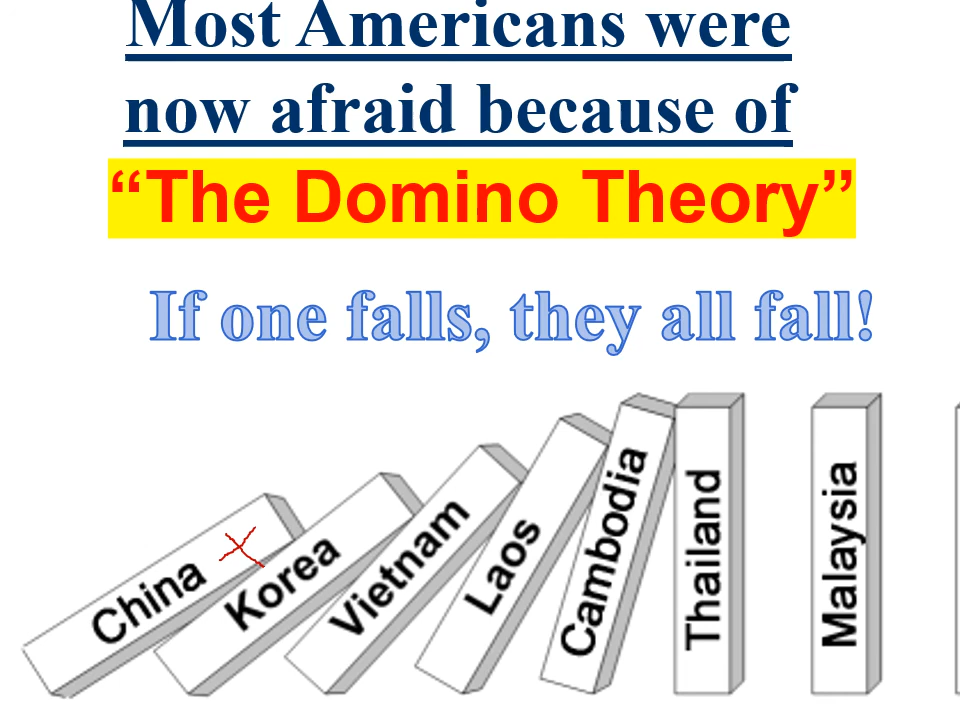 Most Americans were
now afraid because of
“The Domino Theory”
If one falls, they all fall!
China
Korea
Vietnam
Laos
Cambodia
Thailand
Malaysia